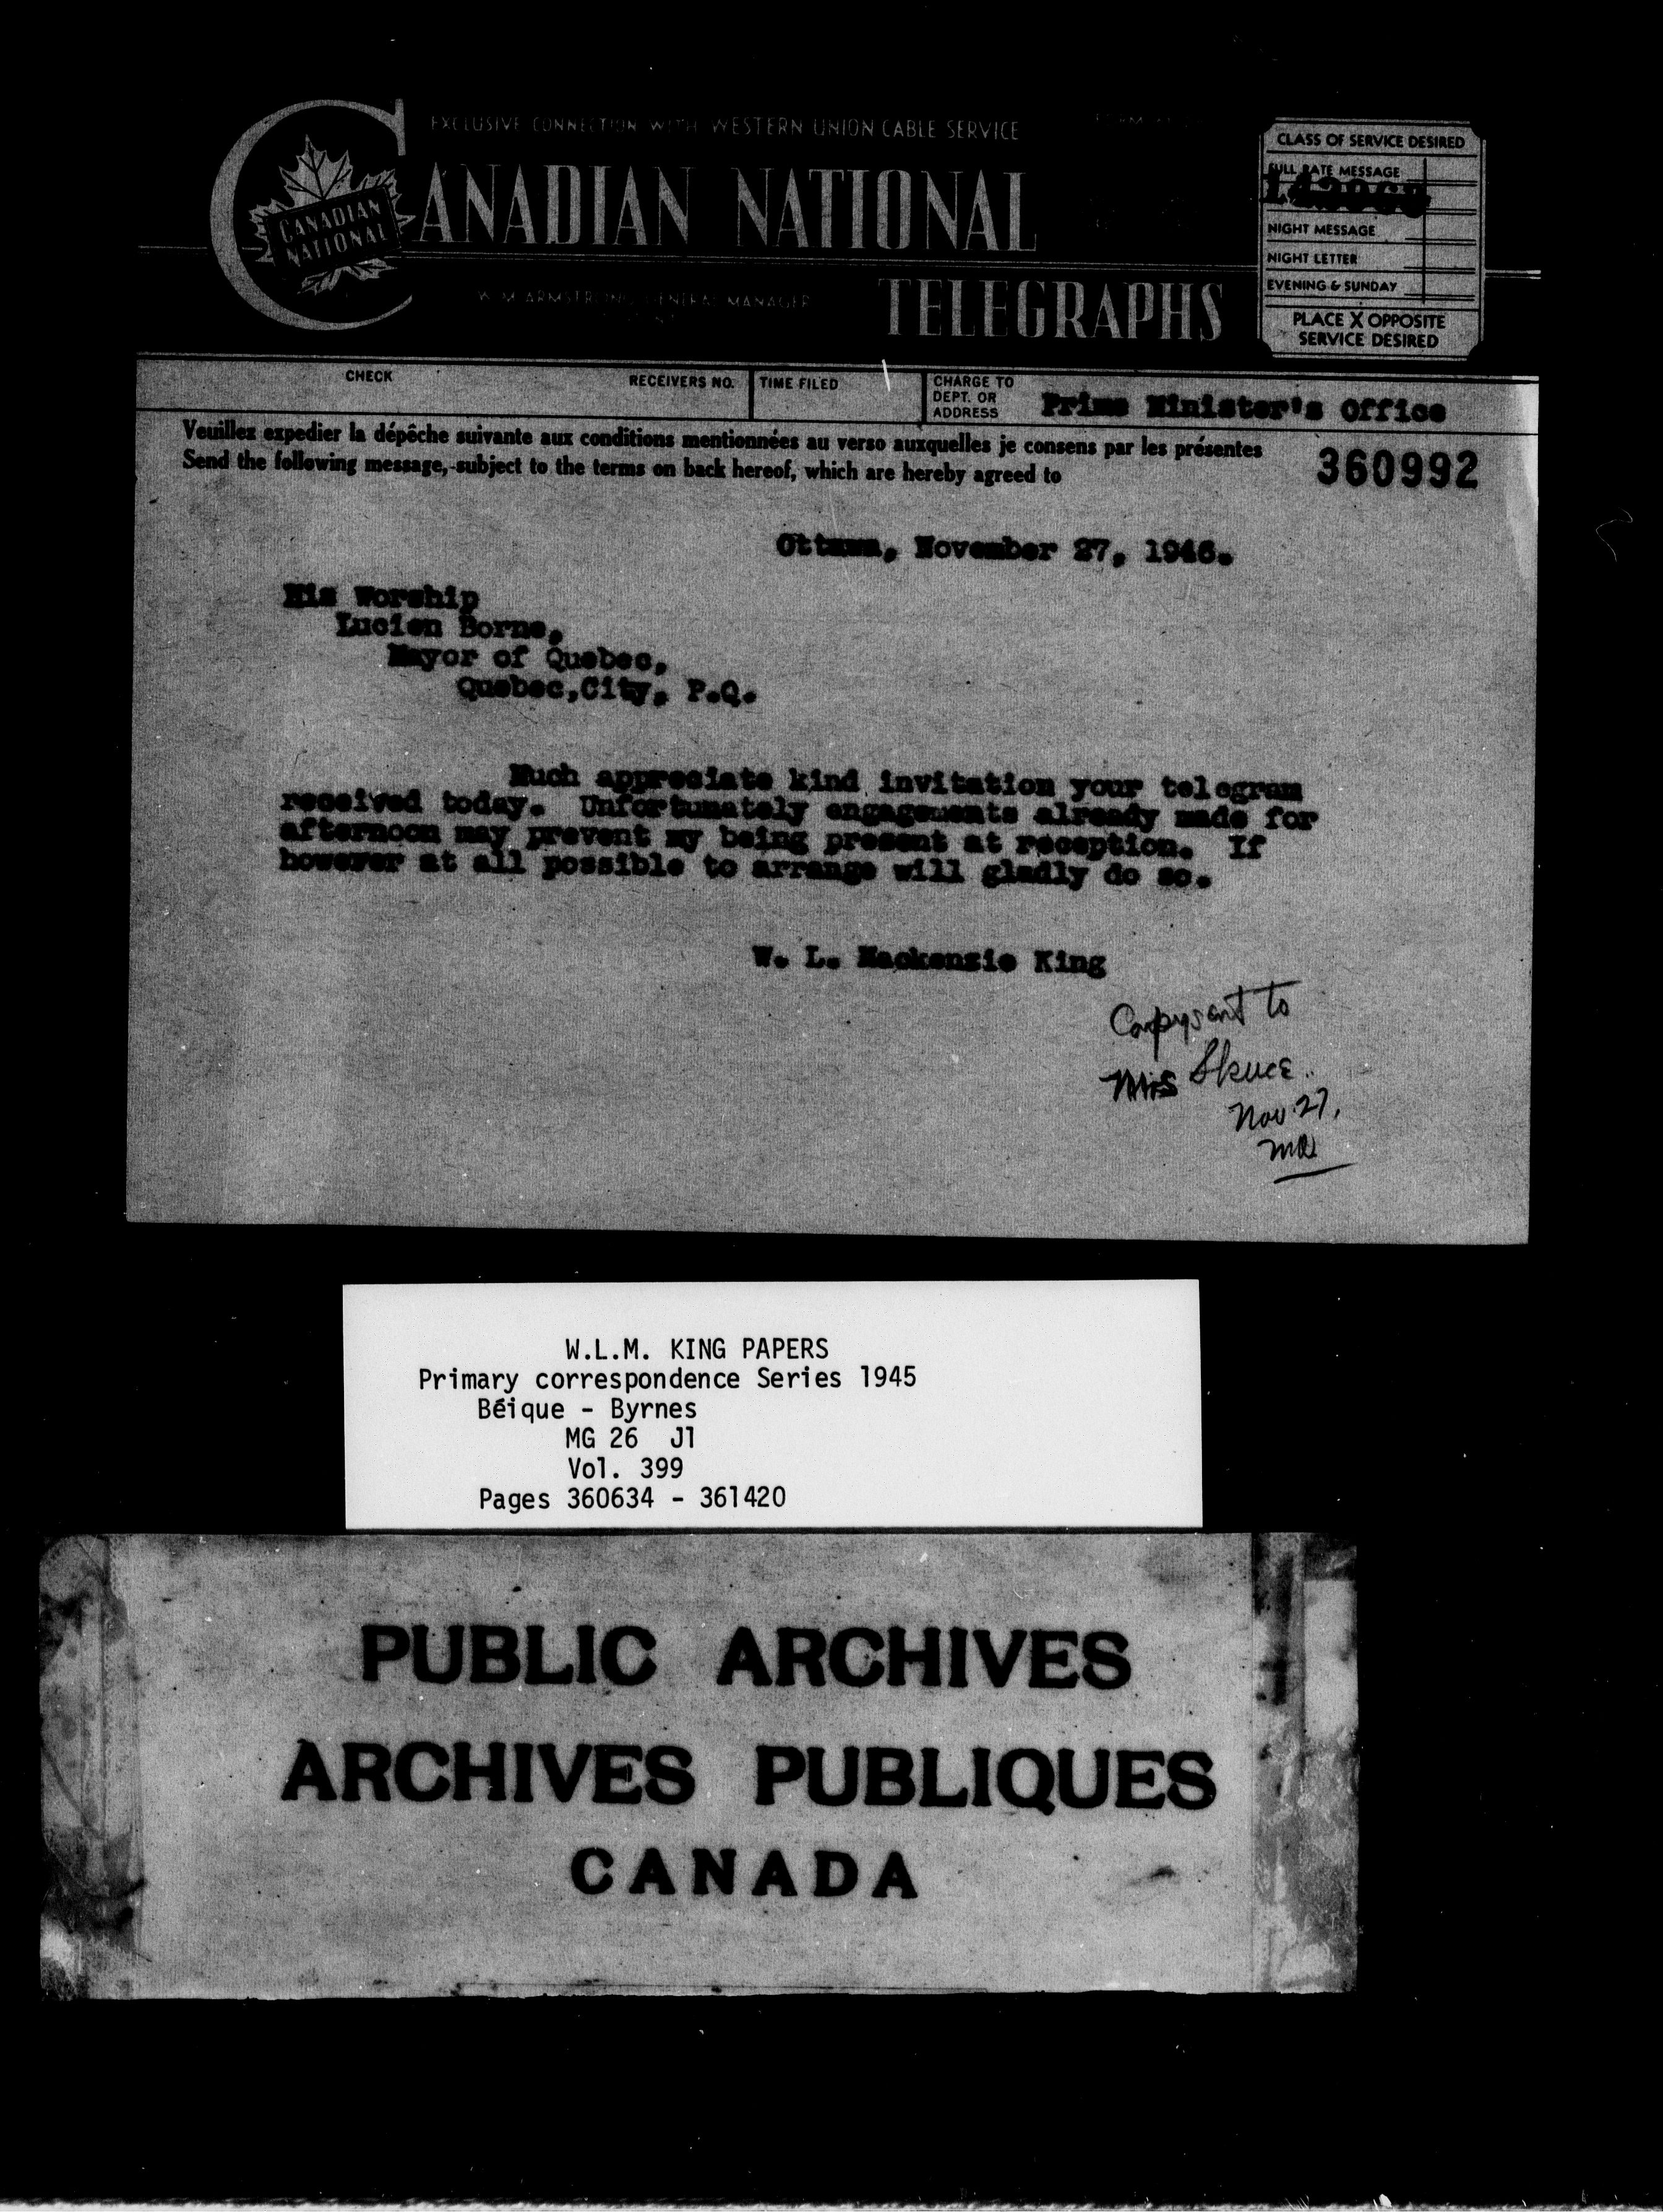 EXCLUSIVE CONNECTION WITH WESTERN UNION CABLE SERVICE
CANADIAN NATIONAL
CANADIAN
NATIONAL
TELEGRAPHS
W. M. ARMSTRONG, GENERAL MANAGER
CLASS OF SERVICE DESIRED
FULL RATE MESSAGE
NIGHT MESSAGE
NIGHT LETTER
EVENING & SUNDAY
PLACE X OPPOSITE
SERVICE DESIRED
CHECK RECEIVERS NO. TIME FILED CHARGE TO DEPT. OR ADDRESS Prime Minister's Office
Veuillez expedier la dépêche suivante aux conditions mentionnées au verso auxquelles je consens par les présentes
Send the following message, subject to the terms on back hereof, which are hereby agreed to
360992
Ottawa, November 27, 1945.
His Worship
Lucien Borne,
Mayor of Quebec,
Quebec,City, P.Q.
Much appreciate kind invitation your telegram
received today. Unfortunately engagements already made for
afternoon may prevent my being present at reception. If
however at all possible to arrange will gladly do so.
W. L. Mackenzie King
Copy sent to
Mrs Skuce.
Nov 27,
W.L.M. KING PAPERS
Primary correspondence Series 1945
Béique - Byrnes
MG 26 J1
Vol. 399
Pages 360634 - 361420
PUBLIC ARCHIVES
ARCHIVES PUBLIQUES
CANADA